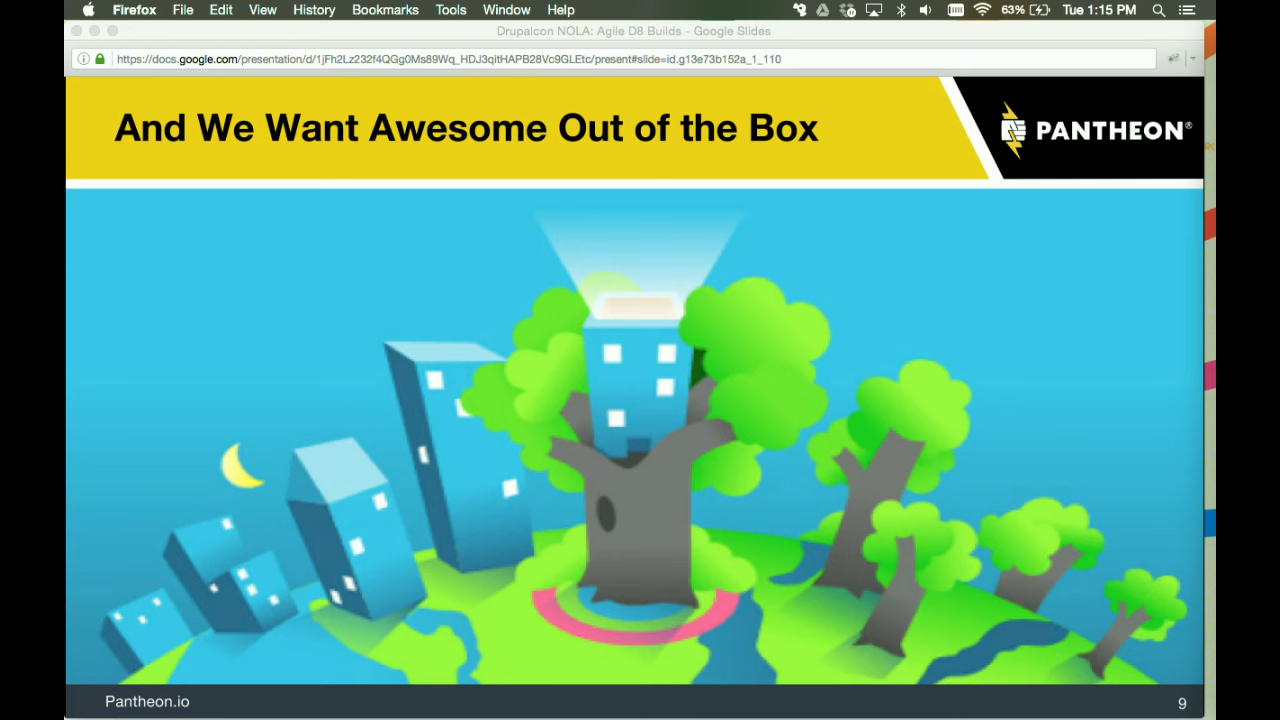 Firefox File Edit View History Bookmarks Tools Window Help 63% Tue 1:15 PM
Drupalcon NOLA: Agile D8 Builds - Google Slides
https://docs.google.com/presentation/d/1jFh2Lz232f4QGg0Ms89Wq_HDJ3qitHAPB28Vc9GLEtc/present#slide=id.g13e73b152a_1_110
And We Want Awesome Out of the Box
PANTHEON®
Pantheon.io
9